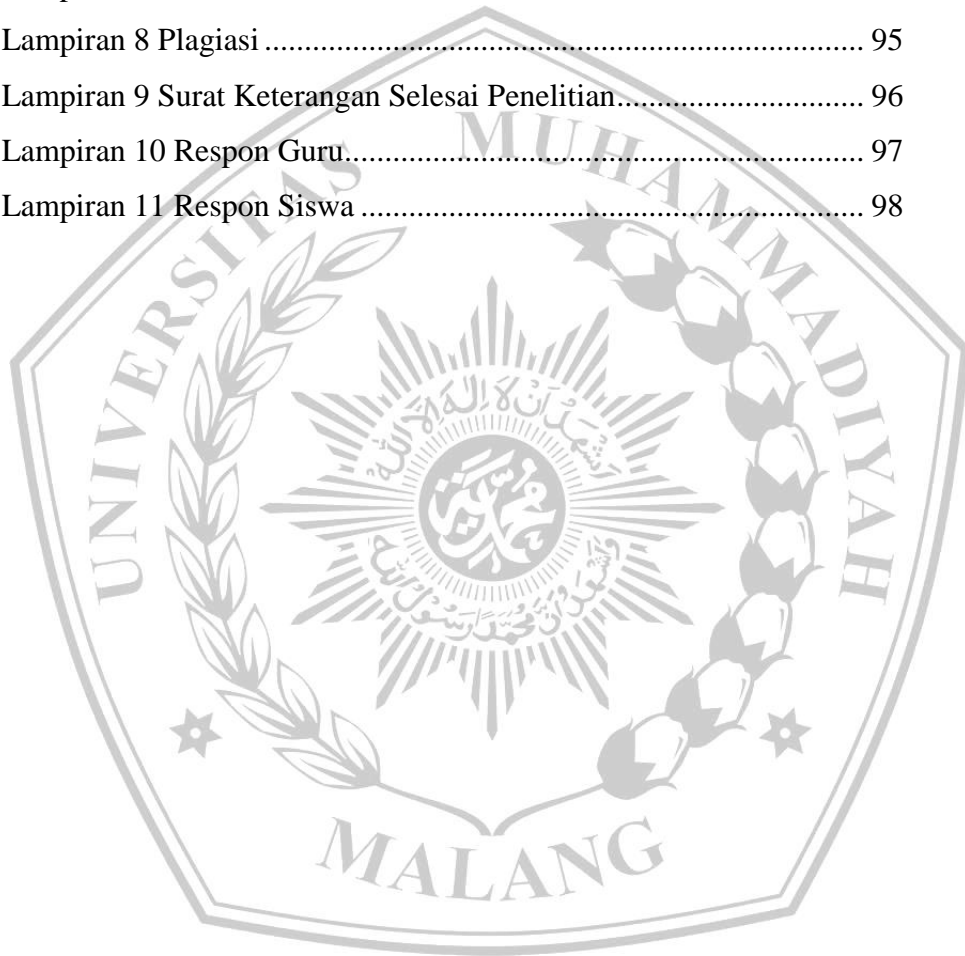 Lampiran 8 Plagiasi ........................................................................... 95
Lampiran 9 Surat Keterangan Selesai Penelitian............................... 96
Lampiran 10 Respon Guru................................................................. 97
Lampiran 11 Respon Siswa ............................................................... 98
UNIVERSITAS MUHAMMADIYAH
MALANG